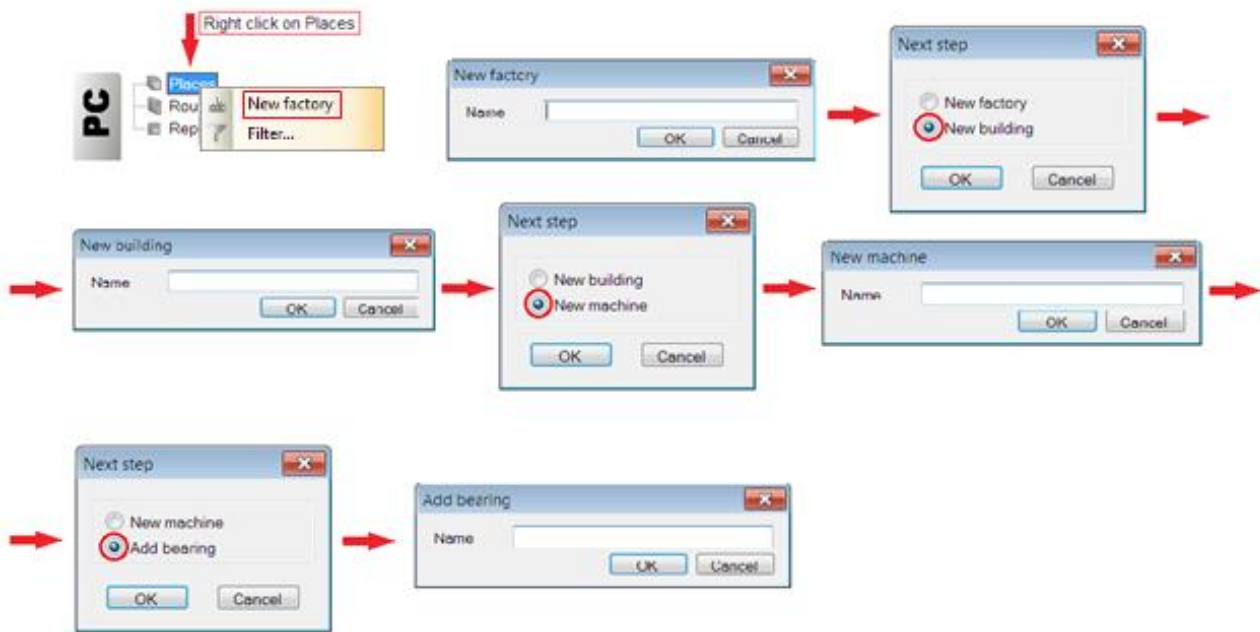 Right click on Places
PC
Places
Rou
Rep
New factory
Filter...
New factory
Name
OK Cancel
Next step
New factory
New building
OK Cancel
New building
Name
OK Cancel
Next step
New building
New machine
OK Cancel
New machine
Name
OK Cancel
Next step
New machine
Add bearing
OK Cancel
Add bearing
Name
OK Cancel